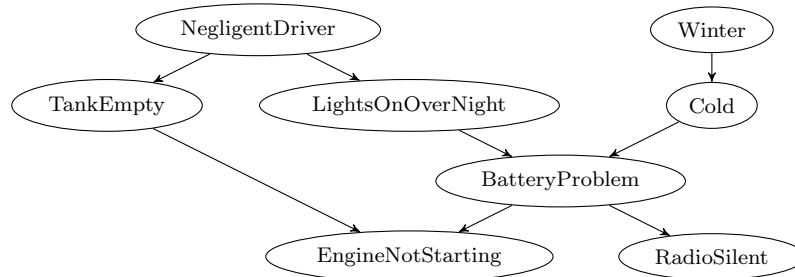 NegligentDriver
Winter
TankEmpty
LightsOnOverNight
Cold
BatteryProblem
EngineNotStarting
RadioSilent